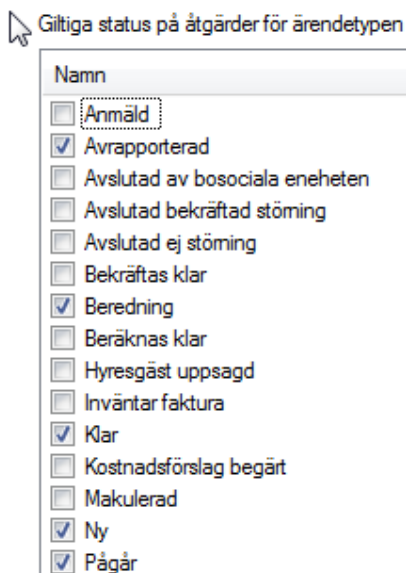 Giltiga status på åtgärder för ärendetypen
Namn
Anmäld
Avrapporterad
Avslutad av bosociala eneheten
Avslutad bekräftad störning
Avslutad ej störning
Bekräftas klar
Beredning
Beräknas klar
Hyresgäst uppsagd
Inväntar faktura
Klar
Kostnadsförslag begärt
Makulerad
Ny
Pågår